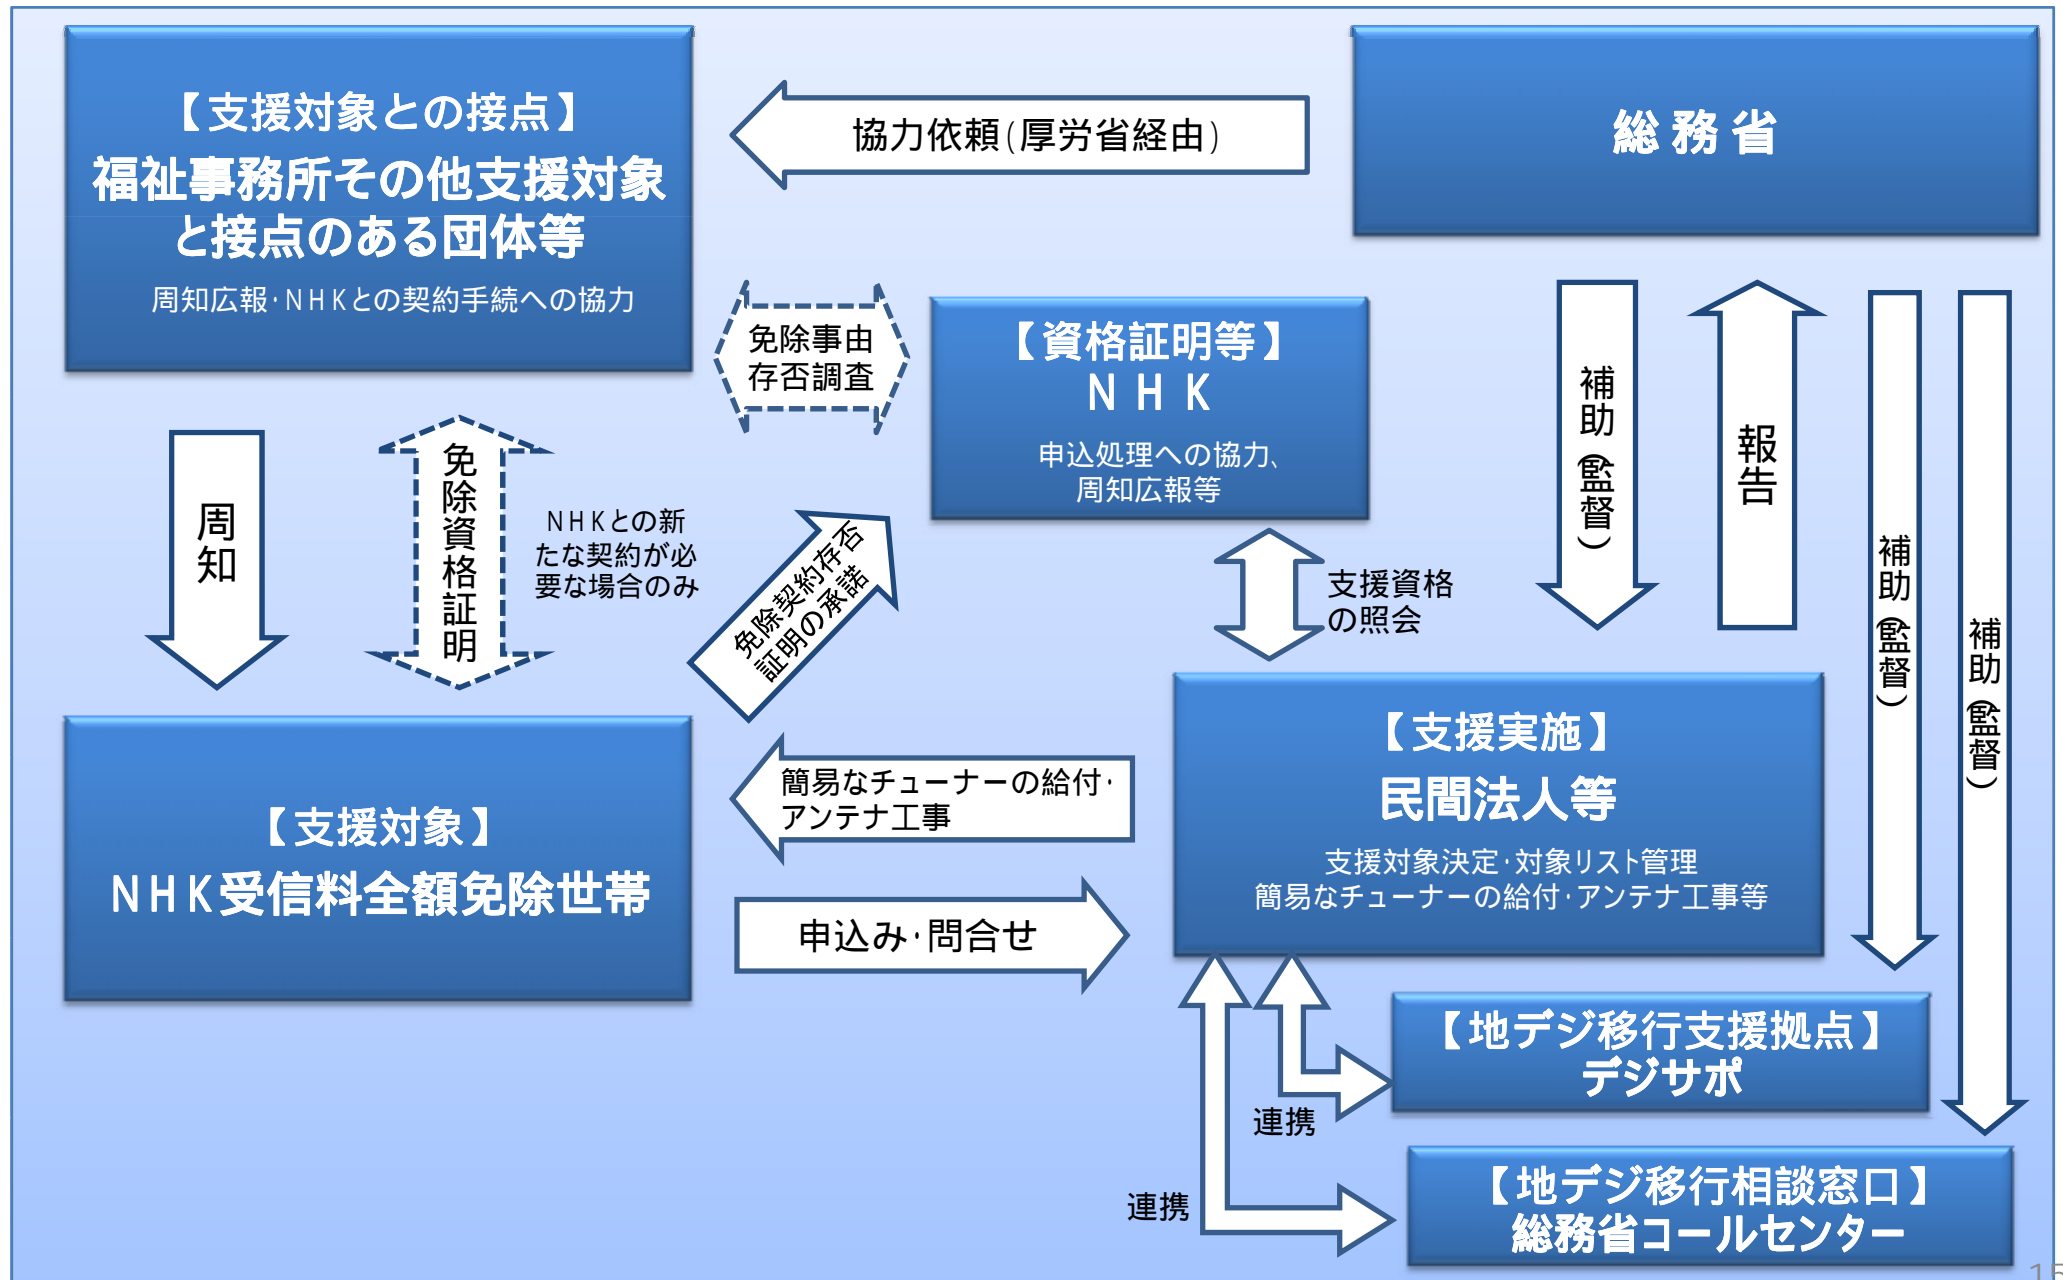 【支援対象との接点】
福祉事務所その他支援対象
と接点のある団体等
周知広報・NHKとの契約手続への協力
協力依頼(厚労省経由)
総務省
免除事由
存否調査
【資格証明等】
NHK
申込処理への協力、
周知広報等
周知
免除資格証明
NHKとの新
たな契約が必
要な場合のみ
免除契約存否
証明の承諾
支援資格
の照会
補助(監督)
報告
補助(監督)
補助(監督)
【支援対象】
NHK受信料全額免除世帯
簡易なチューナーの給付・
アンテナ工事
申込み・問合せ
【支援実施】
民間法人等
支援対象決定・対象リスト管理
簡易なチューナーの給付・アンテナ工事等
連携
【地デジ移行支援拠点】
デジサポ
連携
【地デジ移行相談窓口】
総務省コールセンター